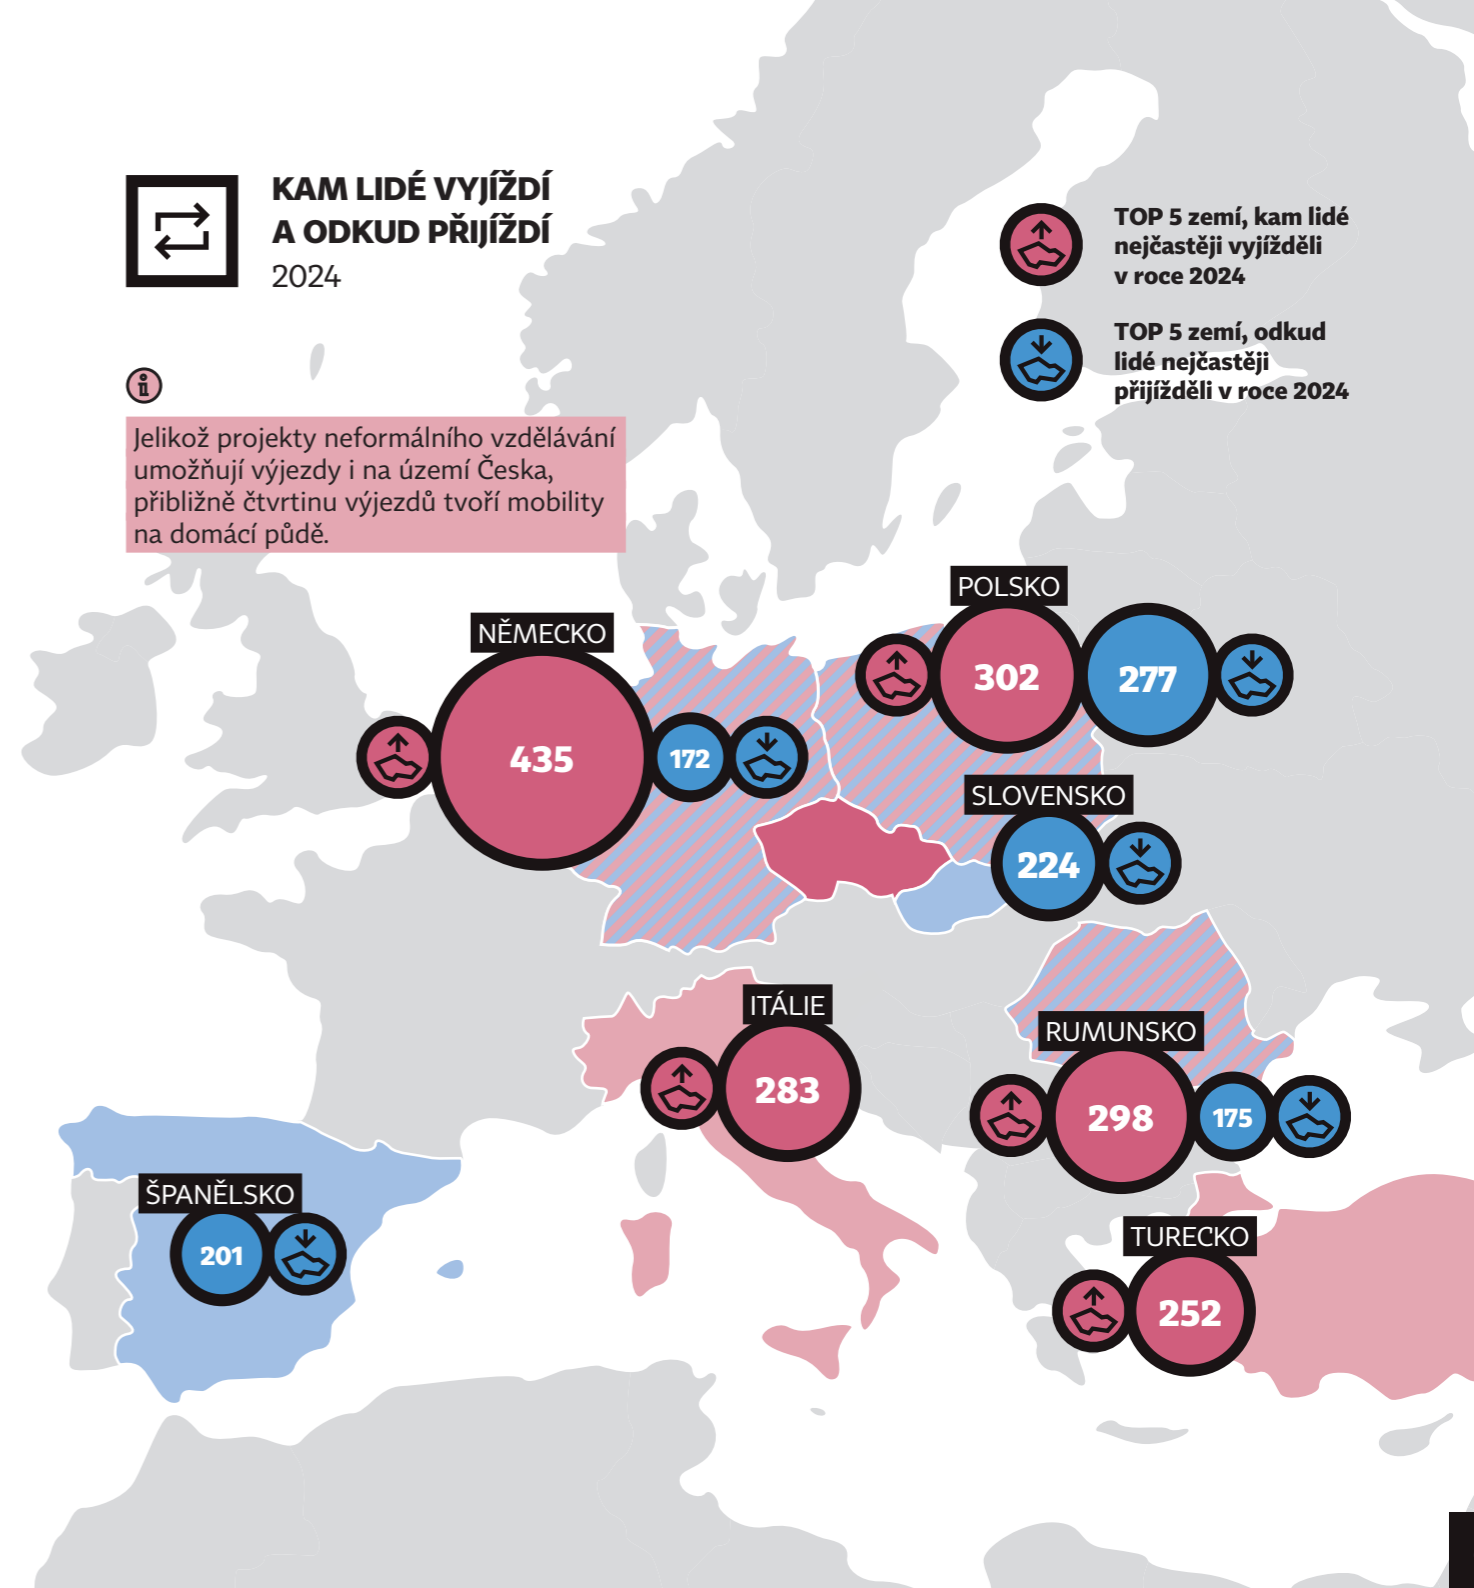 KAM LIDÉ VYJÍŽDÍ
A ODKUD PŘIJÍŽDÍ
2024
TOP 5 zemí, kam lidé
nejčastěji vyjížděli
v roce 2024
TOP 5 zemí, odkud
lidé nejčastěji
přijížděli v roce 2024
i
Jelikož projekty neformálního vzdělávání
umožňují výjezdy i na území Česka,
přibližně čtvrtinu výjezdů tvoří mobility
na domácí půdě.
POLSKO
302
277
NĚMECKO
435
172
SLOVENSKO
224
ITÁLIE
283
RUMUNSKO
298
175
ŠPANĚLSKO
201
TURECKO
252